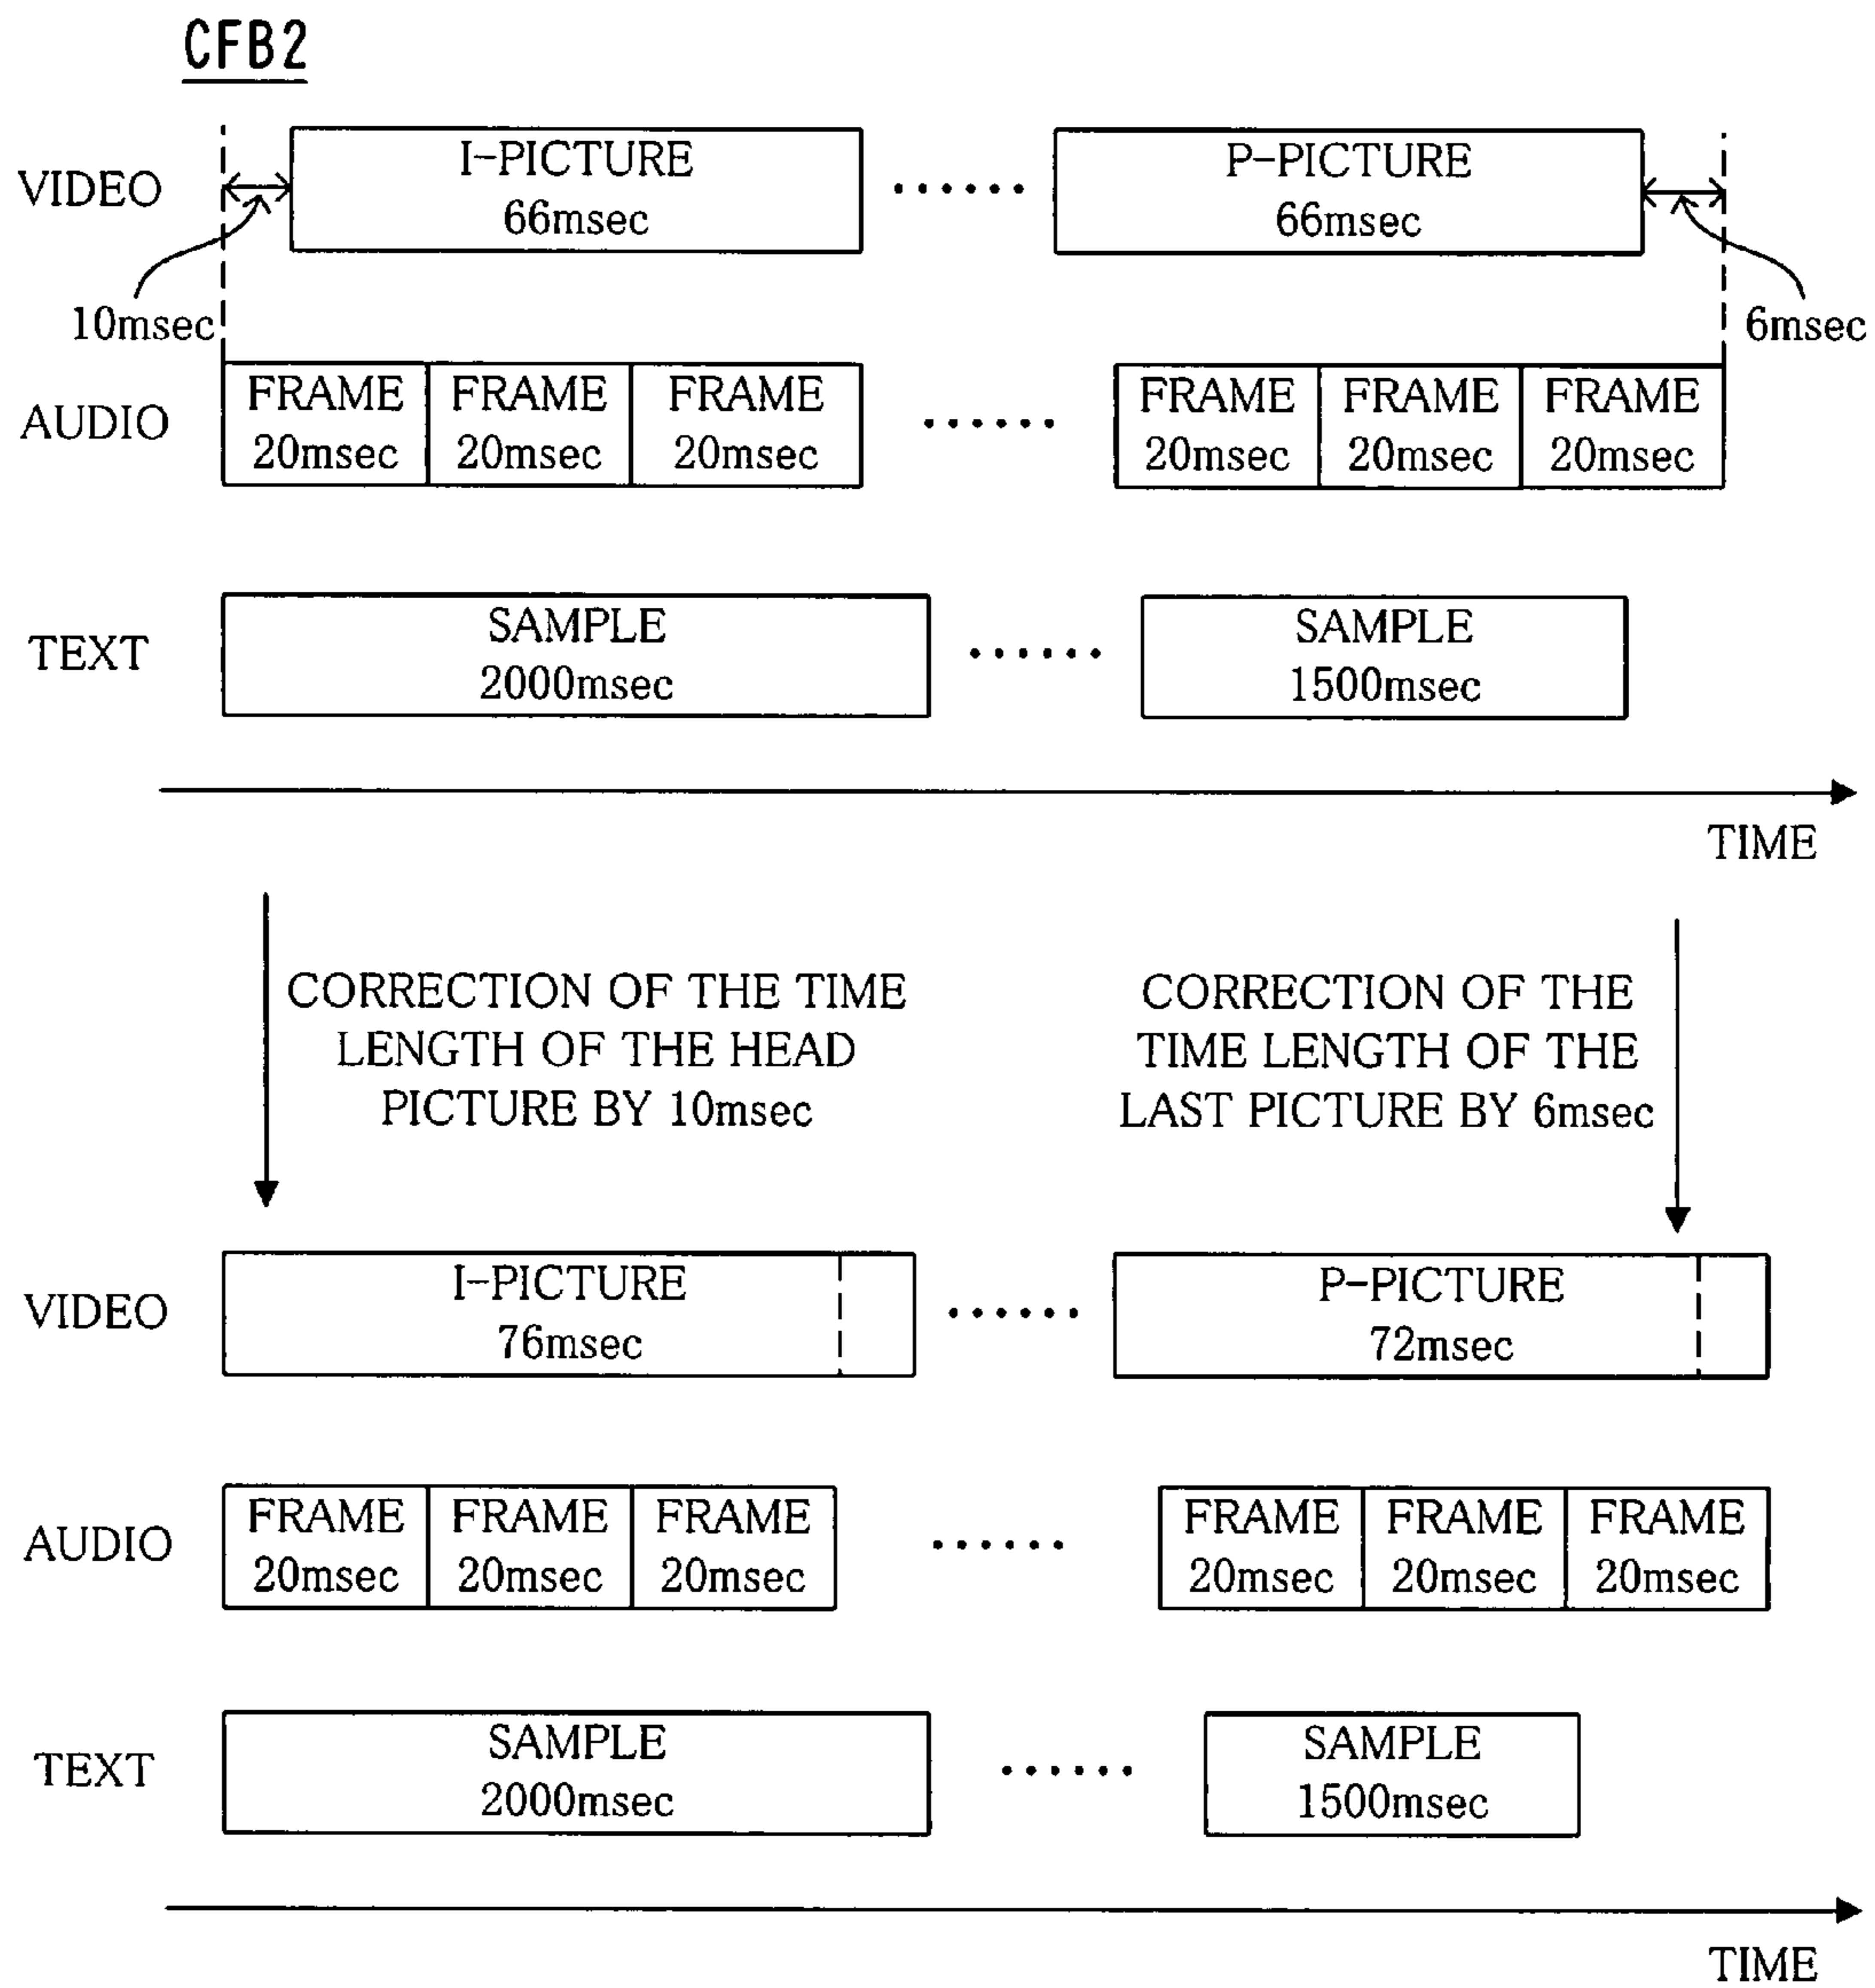 CFB2
VIDEO
I-PICTURE
66msec
P-PICTURE
66msec
10msec
6msec
AUDIO
FRAME
20msec
FRAME
20msec
FRAME
20msec
FRAME
20msec
FRAME
20msec
FRAME
20msec
TEXT
SAMPLE
2000msec
SAMPLE
1500msec
TIME
CORRECTION OF THE TIME
LENGTH OF THE HEAD
PICTURE BY 10msec
CORRECTION OF THE
TIME LENGTH OF THE
LAST PICTURE BY 6msec
VIDEO
I-PICTURE
76msec
P-PICTURE
72msec
AUDIO
FRAME
20msec
FRAME
20msec
FRAME
20msec
FRAME
20msec
FRAME
20msec
FRAME
20msec
TEXT
SAMPLE
2000msec
SAMPLE
1500msec
TIME